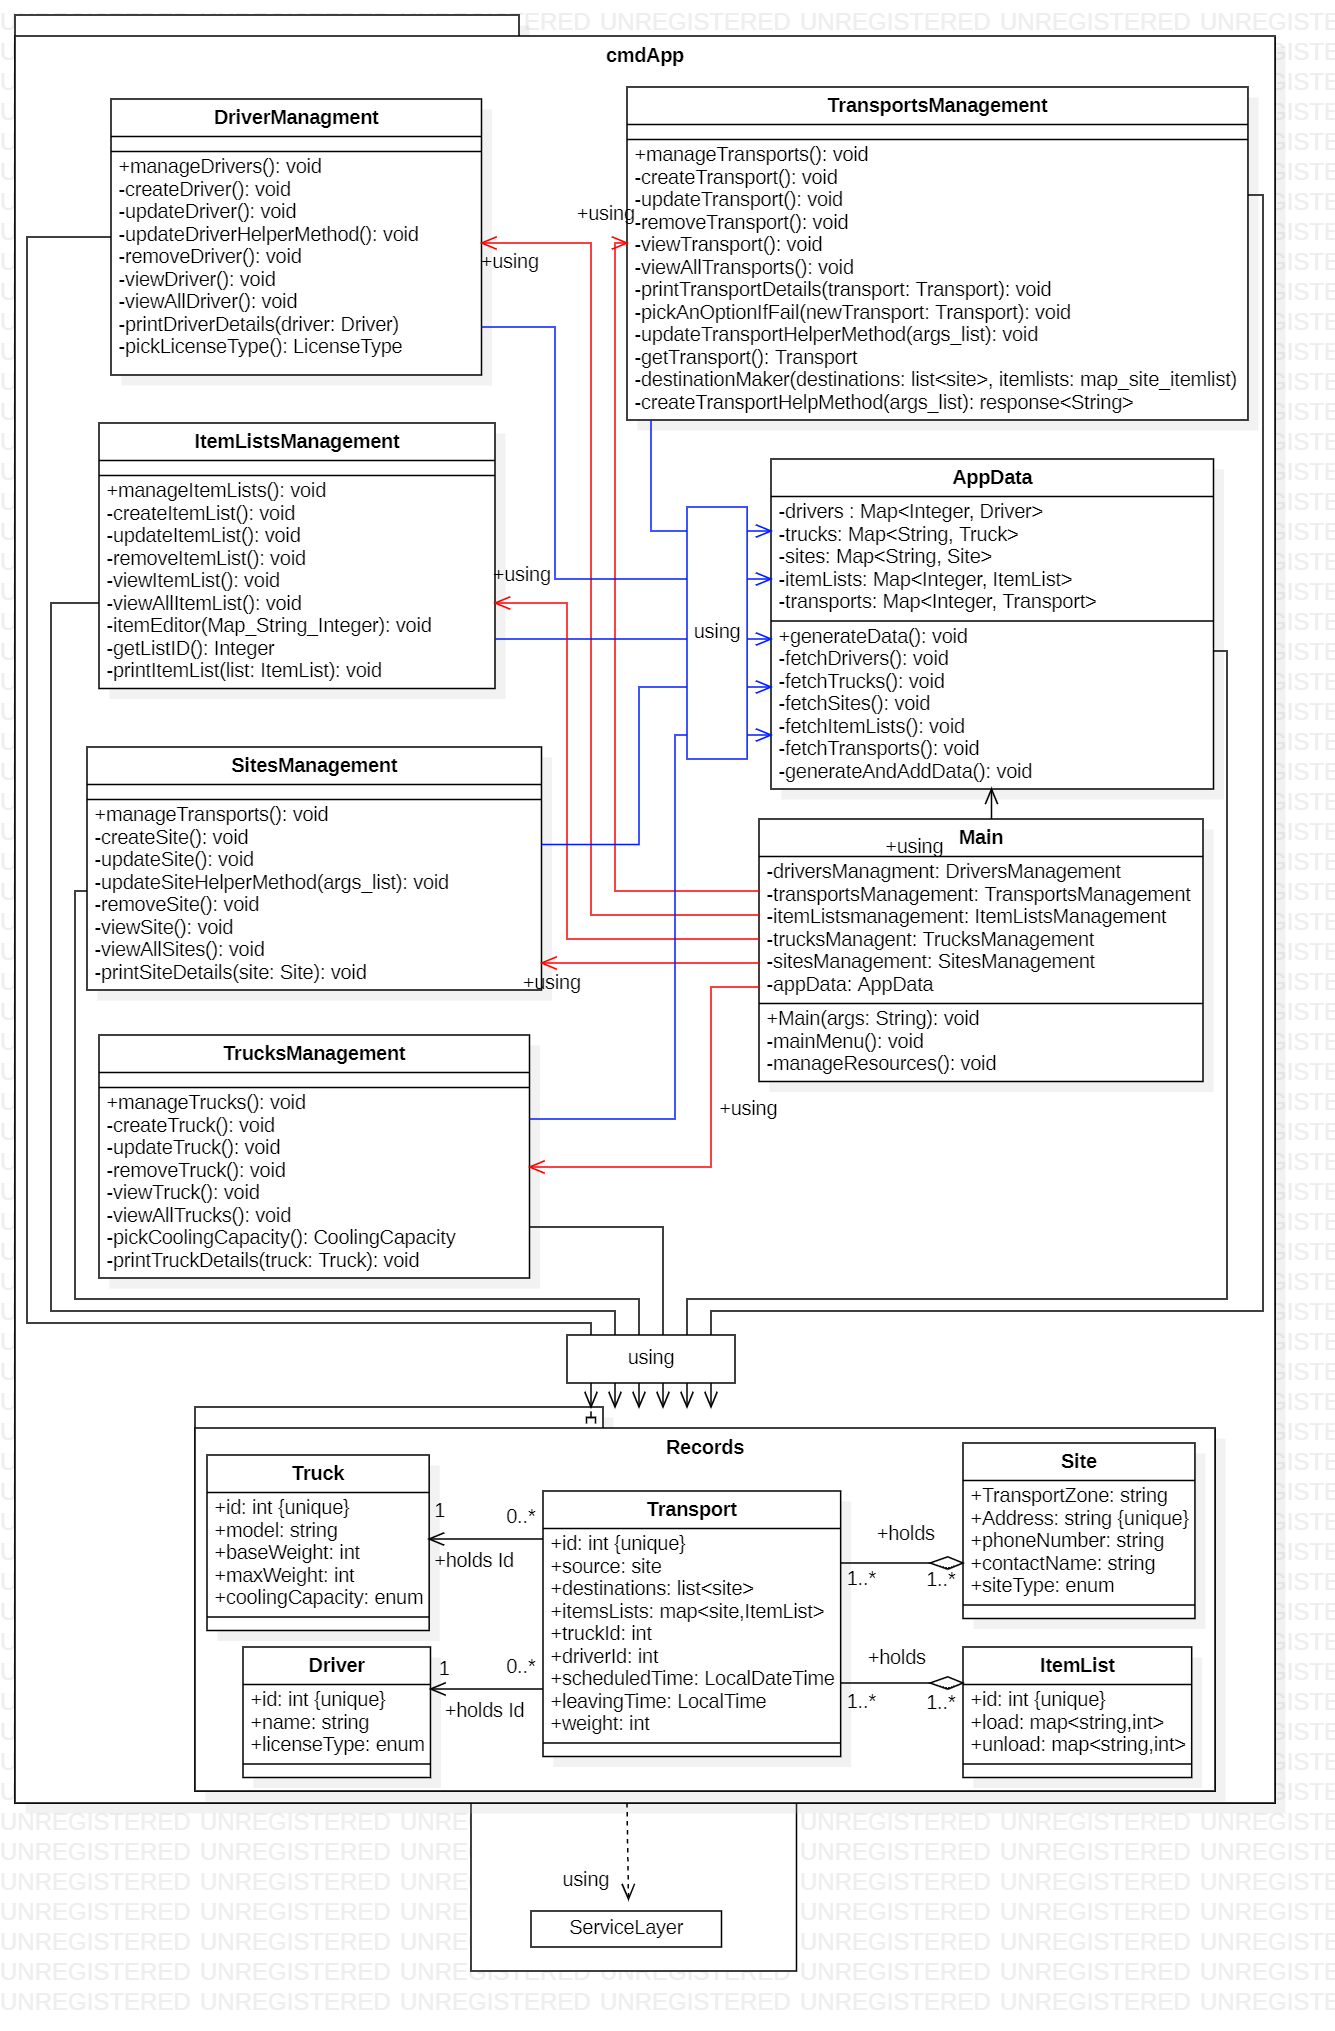 cmdApp
DriverManagment
+manageDrivers(): void
-createDriver(): void
-updateDriver(): void
-updateDriverHelperMethod(): void
-removeDriver(): void
-viewDriver(): void
-viewAllDriver(): void
-printDriverDetails(driver: Driver)
-pickLicenseType(): LicenseType
TransportsManagement
+manageTransports(): void
-createTransport(): void
-updateTransport(): void
-removeTransport(): void
-viewTransport(): void
-viewAllTransports(): void
-printTransportDetails(transport: Transport): void
-pickAnOptionIfFail(newTransport: Transport): void
-updateTransportHelperMethod(args_list): void
-getTransport(): Transport
-destinationMaker(destinations: list<site>, itemlists: map_site_itemlist)
-createTransportHelpMethod(args_list): response<String>
+using
+using
ItemListsManagement
+manageItemLists(): void
-createItemList(): void
-updateItemList(): void
-removeItemList(): void
-viewItemList(): void
-viewAllItemList(): void
-itemEditor(Map_String_Integer): void
-getListID(): Integer
-printItemList(list: ItemList): void
+using
using
AppData
-drivers : Map<Integer, Driver>
-trucks: Map<String, Truck>
-sites: Map<String, Site>
-itemLists: Map<Integer, ItemList>
-transports: Map<Integer, Transport>
+generateData(): void
-fetchDrivers(): void
-fetchTrucks(): void
-fetchSites(): void
-fetchItemLists(): void
-fetchTransports(): void
-generateAndAddData(): void
SitesManagement
+manageTransports(): void
-createSite(): void
-updateSite(): void
-updateSiteHelperMethod(args_list): void
-removeSite(): void
-viewSite(): void
-viewAllSites(): void
-printSiteDetails(site: Site): void
+using
+using
Main
-driversManagment: DriversManagement
-transportsManagement: TransportsManagement
-itemListsmanagement: ItemListsManagement
-trucksManagent: TrucksManagement
-sitesManagement: SitesManagement
-appData: AppData
+Main(args: String): void
-mainMenu(): void
-manageResources(): void
TrucksManagement
+manageTrucks(): void
-createTruck(): void
-updateTruck(): void
-removeTruck(): void
-viewTruck(): void
-viewAllTrucks(): void
-pickCoolingCapacity(): CoolingCapacity
-printTruckDetails(truck: Truck): void
+using
using
Records
Truck
+id: int {unique}
+model: string
+baseWeight: int
+maxWeight: int
+coolingCapacity: enum
1
0..*
+holds Id
Driver
+id: int {unique}
+name: string
+licenseType: enum
1
0..*
+holds Id
Transport
+id: int {unique}
+source: site
+destinations: list<site>
+itemsLists: map<site,ItemList>
+truckId: int
+driverId: int
+scheduledTime: LocalDateTime
+leavingTime: LocalTime
+weight: int
+holds
1..*
1..*
Site
+TransportZone: string
+Address: string {unique}
+phoneNumber: string
+contactName: string
+siteType: enum
+holds
1..*
1..*
ItemList
+id: int {unique}
+load: map<string,int>
+unload: map<string,int>
using
ServiceLayer
UNREGISTERED UNREGISTERED UNREGISTERED UNREGISTERED